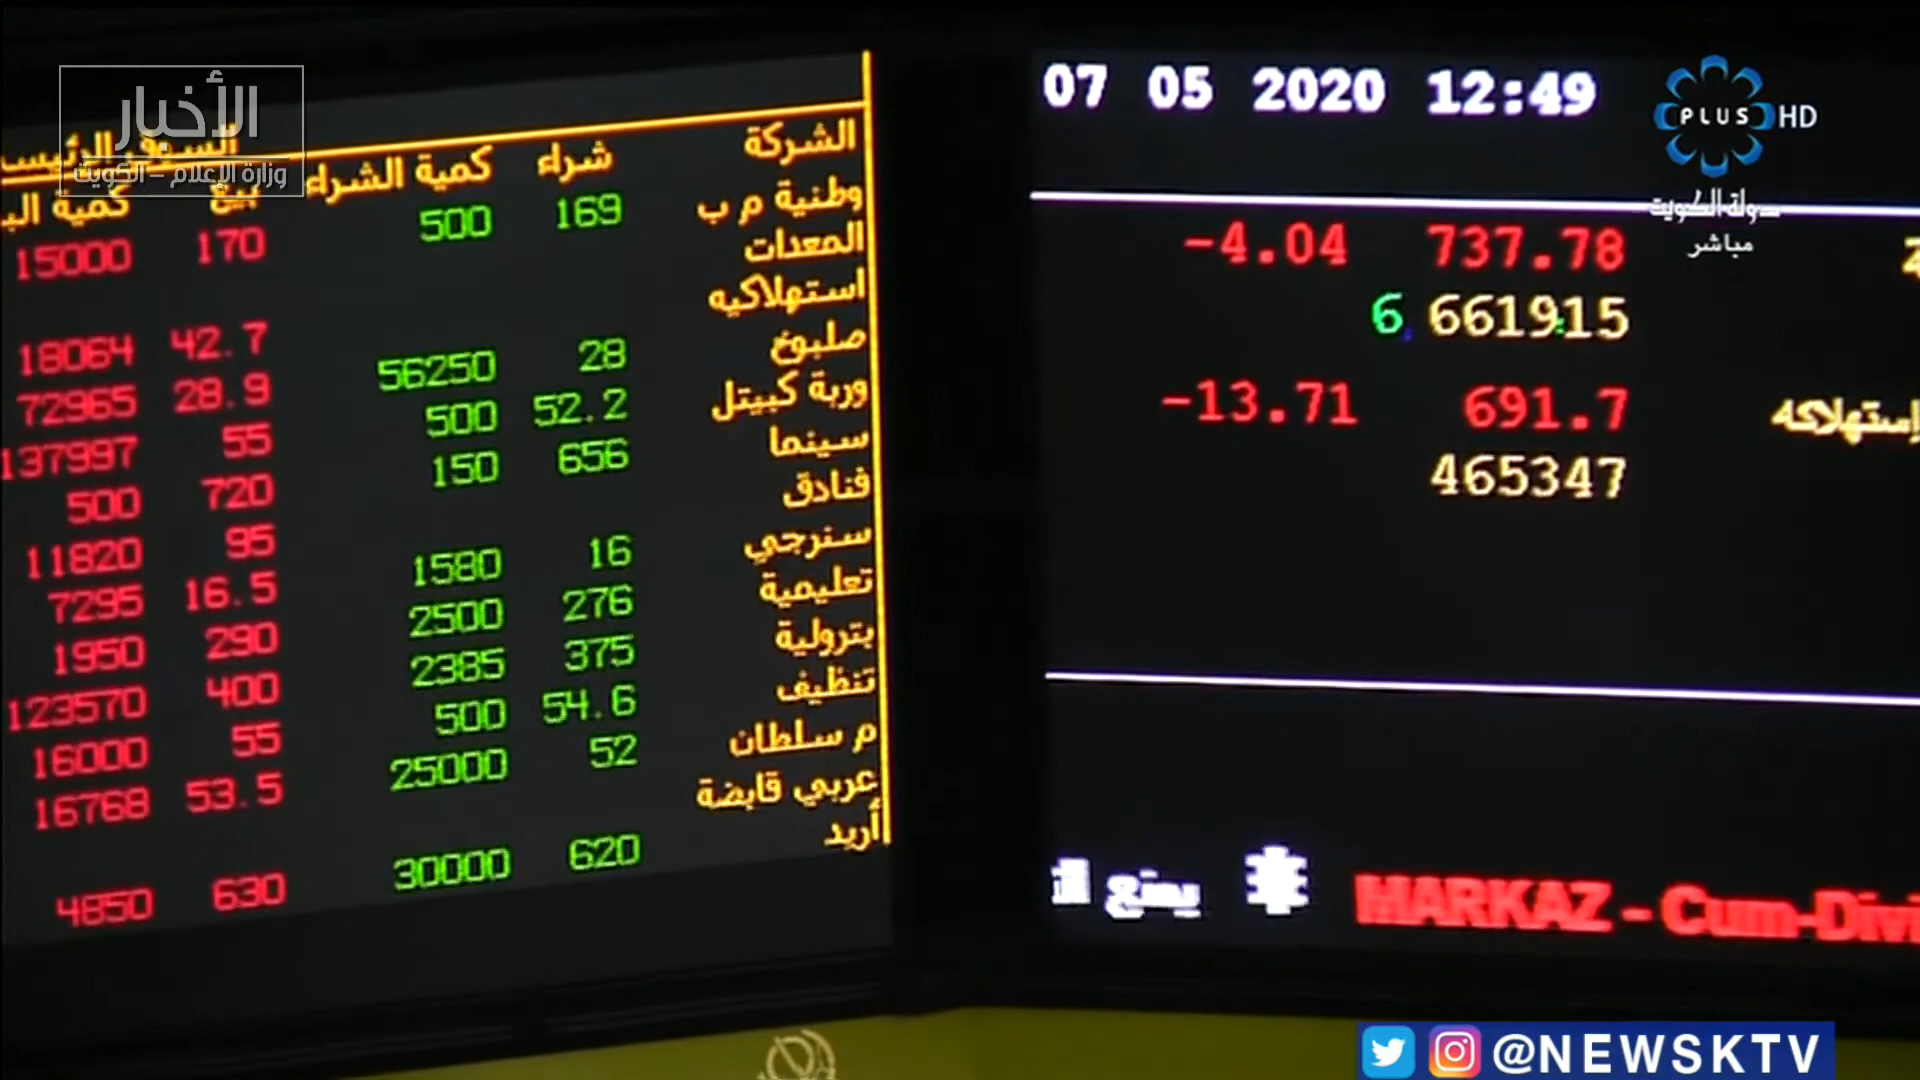 الأخبار
وزارة الإعلام - الكويت
الشركة شراء كمية الشراء بيع
وطنية م ب 169 500 170 15000
المعدات
استهلاكيه 42.7 18064
صلبوخ 28 56250 28.9 72965
وربة كبيتل 52.2 500 55 137997
سينما 656 150 720 500
فنادق 95 11820
سنرجي 16 1580 16.5 7295
تعليمية 276 2500 290 1950
بترولية 375 2385 400 123570
تنظيف 54.6 500 55 16000
م سلطان 52 25000 53.5 16768
عربي قابضة
أريد 620 30000 630 4850
07 05 2020 12:49
PLUS HD
دولة الكويت
مباشر
-4.04 737.78
661915
-13.71 691.7
465347
MARKAZ - Cum-Divi
@NEWSKTV